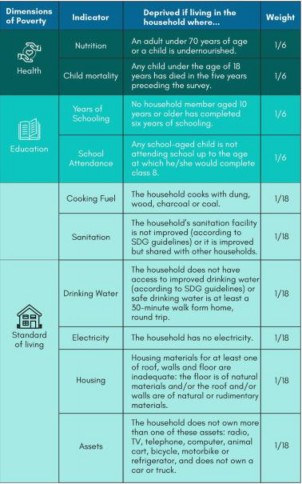 Dimensions
of Poverty
Indicator
Deprived if living in the
household where...
Weight
Health
Nutrition
An adult under 70 years of age
or a child is undernourished.
1/6
Child mortality
Any child under the age of 18
years has died in the five years
preceding the survey.
1/6
Education
Years of
Schooling
No household member aged 10
years or older has completed
six years of schooling.
1/6
School
Attendance
Any school-aged child is not
attending school up to the age
at which he/she would complete
class 8.
1/6
Standard
of living
Cooking Fuel
The household cooks with dung,
wood, charcoal or coal.
1/18
Sanitation
The household's sanitation facility
is not improved (according to
SDG guidelines) or it is improved
but shared with other households.
1/18
Drinking Water
The household does not have
access to improved drinking water
(according to SDG guidelines) or
safe drinking water is at least a
30-minute walk form home,
round trip.
1/18
Electricity
The household has no electricity.
1/18
Housing
Housing materials for at least one
of roof, walls and floor are
inadequate: the floor is of natural
materials and/or the roof and/or
walls are of natural or rudimentary
materials.
1/18
Assets
The household does not own more
than one of these assets: radio,
TV, telephone, computer, animal
cart, bicycle, motorbike or
refrigerator, and does not own a
car or truck.
1/18